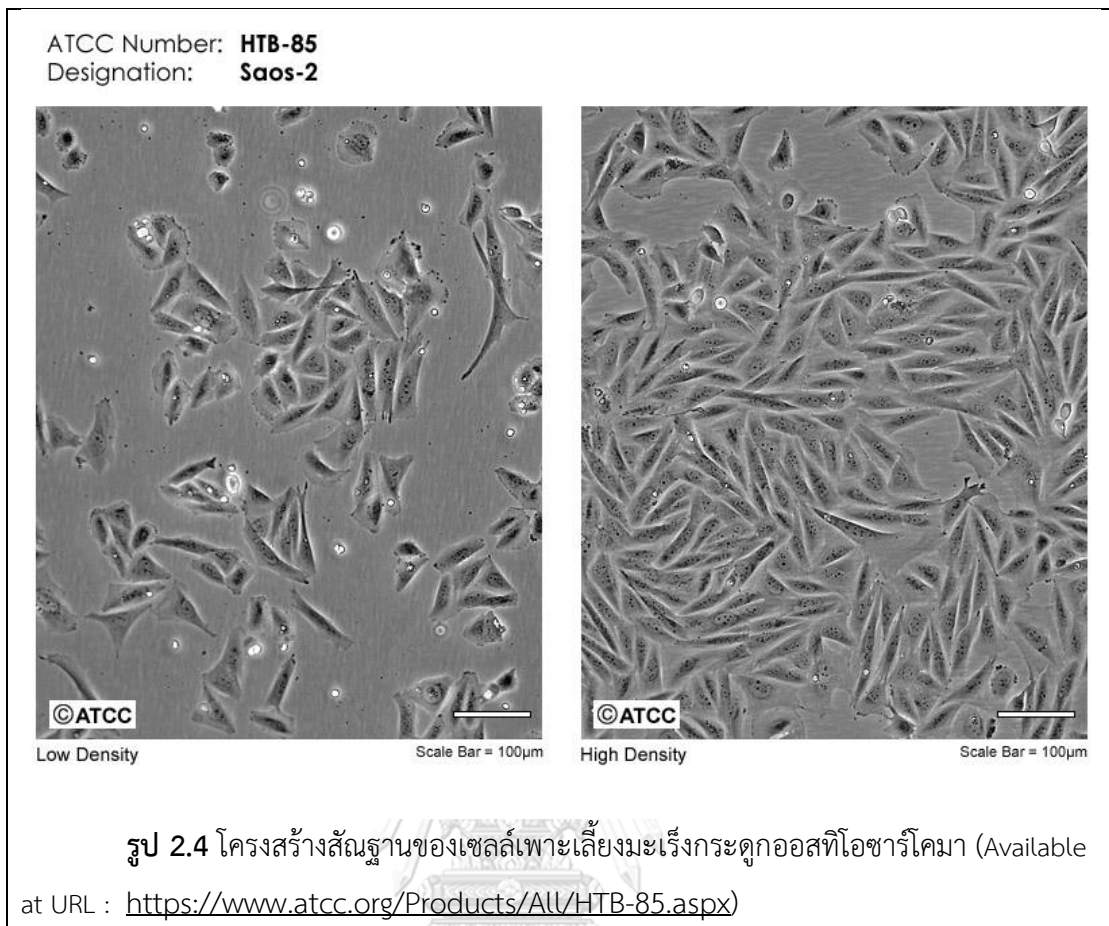 ATCC Number: HTB-85
Designation: Saos-2
©ATCC
©ATCC
Low Density
Scale Bar = 100µm
High Density
Scale Bar = 100µm
รูป 2.4 โครงสร้างสัณฐานของเซลล์เพาะเลี้ยงมะเร็งกระดูกออสทิโอซาร์โคมา (Available
at URL : https://www.atcc.org/Products/All/HTB-85.aspx)